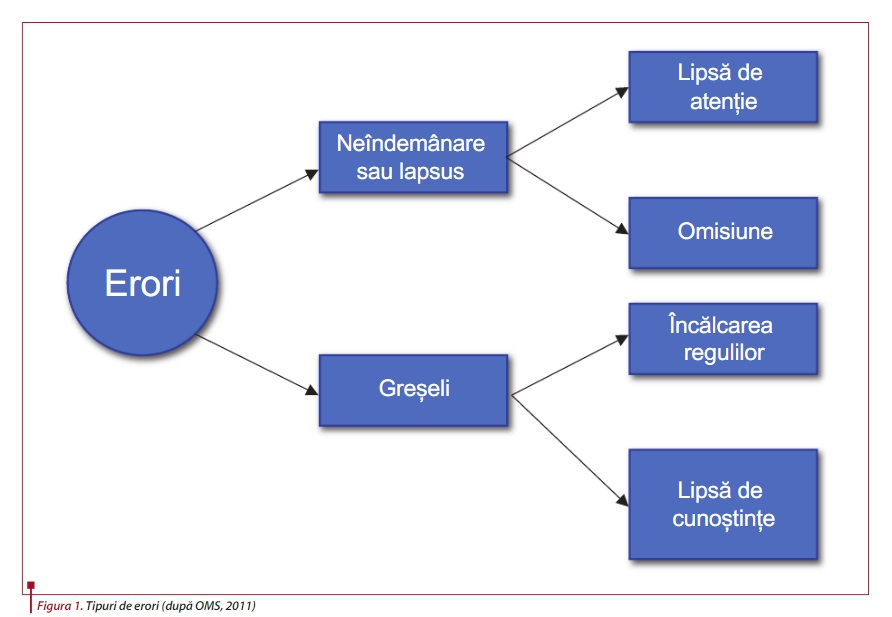 Erori
Neîndemânare
sau lapsus
Lipsă de
atenție
Omisiune
Greșeli
Încălcarea
regulilor
Lipsă de
cunoștințe
Figura 1. Tipuri de erori (după OMS, 2011)